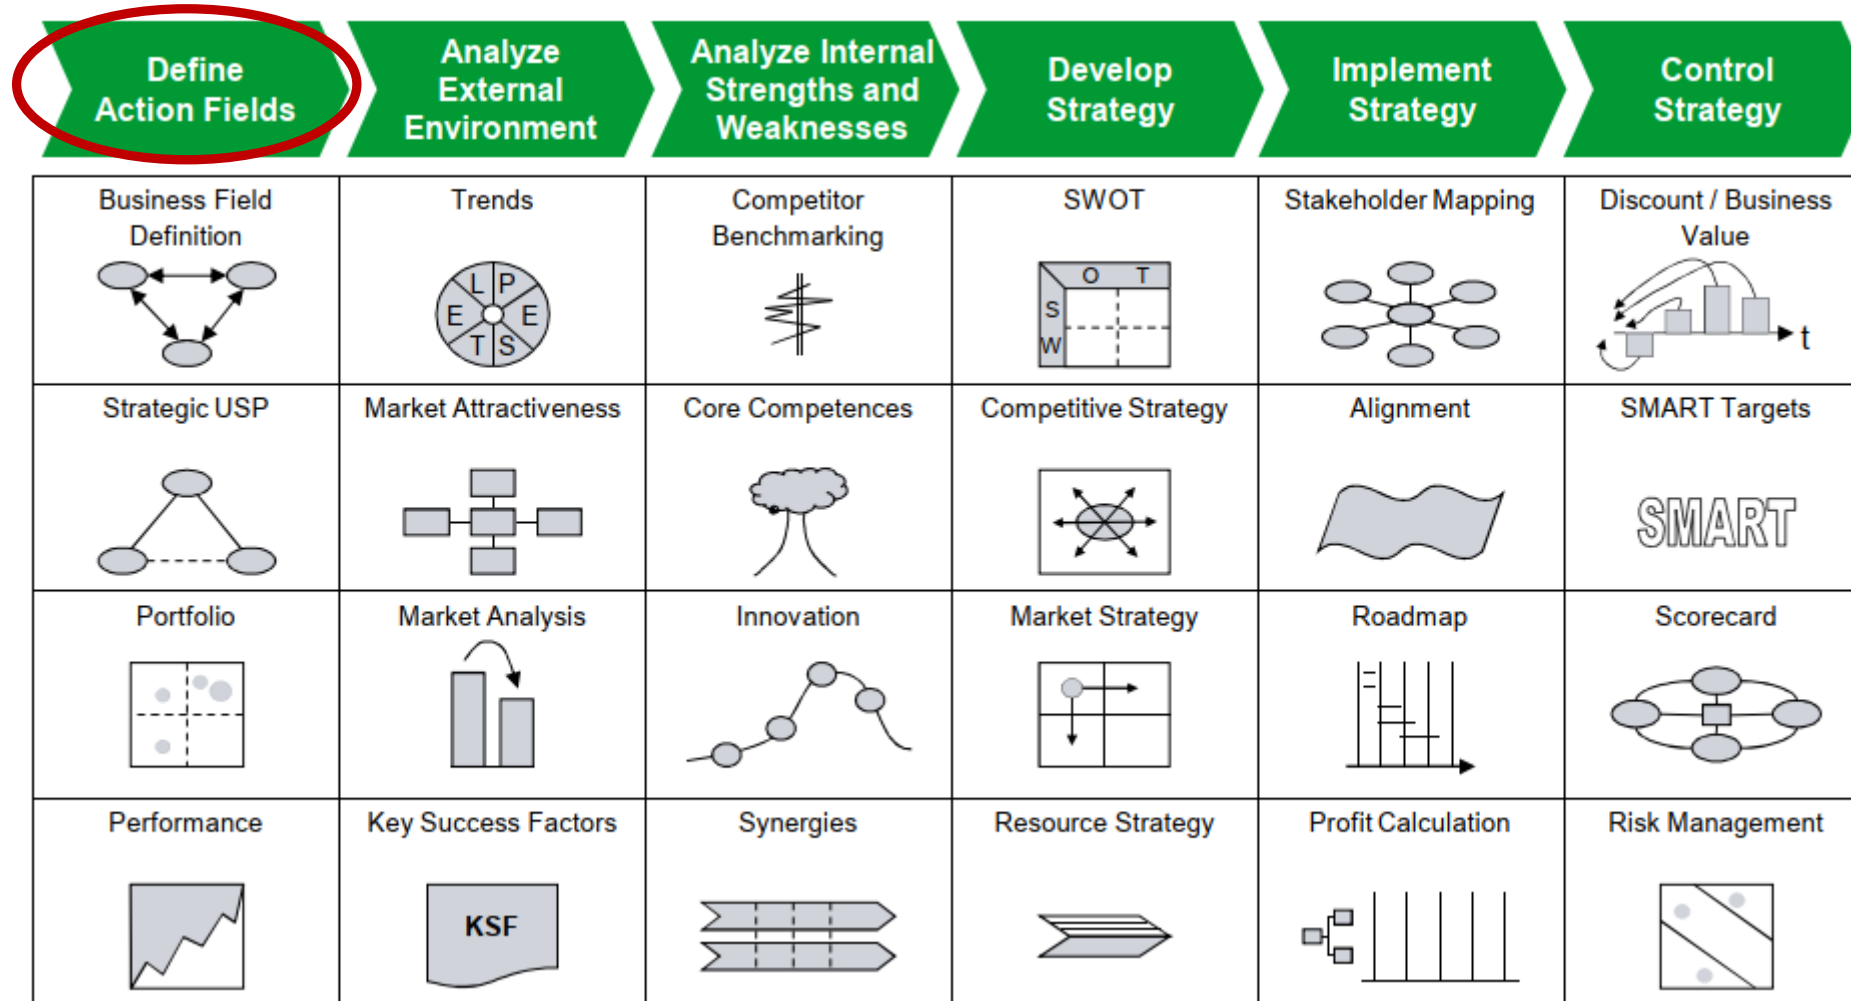 Define
Action Fields
Analyze
External
Environment
Analyze Internal
Strengths and
Weaknesses
Develop
Strategy
Implement
Strategy
Control
Strategy
Business Field
Definition
Trends
L P
E E
T S
Competitor
Benchmarking
SWOT
O T
S
W
Stakeholder Mapping
Discount / Business
Value
t
Strategic USP
Market Attractiveness
Core Competences
Competitive Strategy
Alignment
SMART Targets
SMART
Portfolio
Market Analysis
Innovation
Market Strategy
Roadmap
Scorecard
Performance
Key Success Factors
KSF
Synergies
Resource Strategy
Profit Calculation
Risk Management